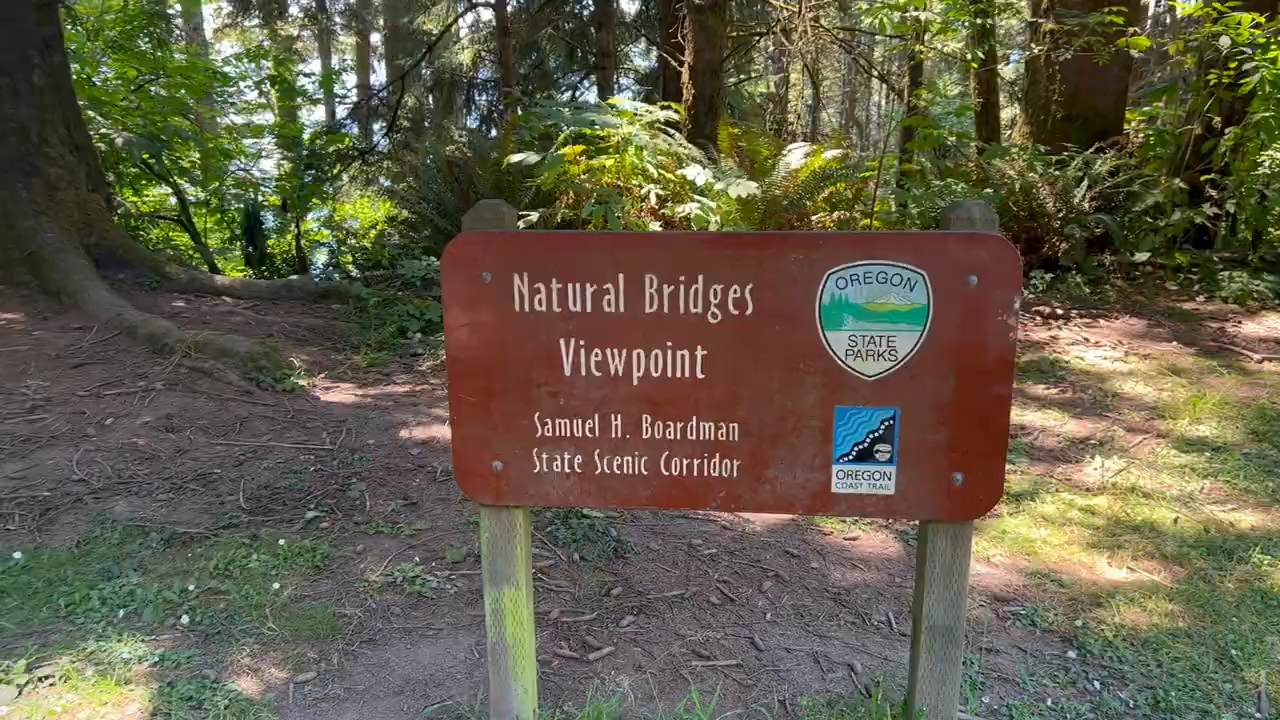 Natural Bridges
Viewpoint
Samuel H. Boardman
State Scenic Corridor
OREGON
STATE
PARKS
OREGON
COAST TRAIL